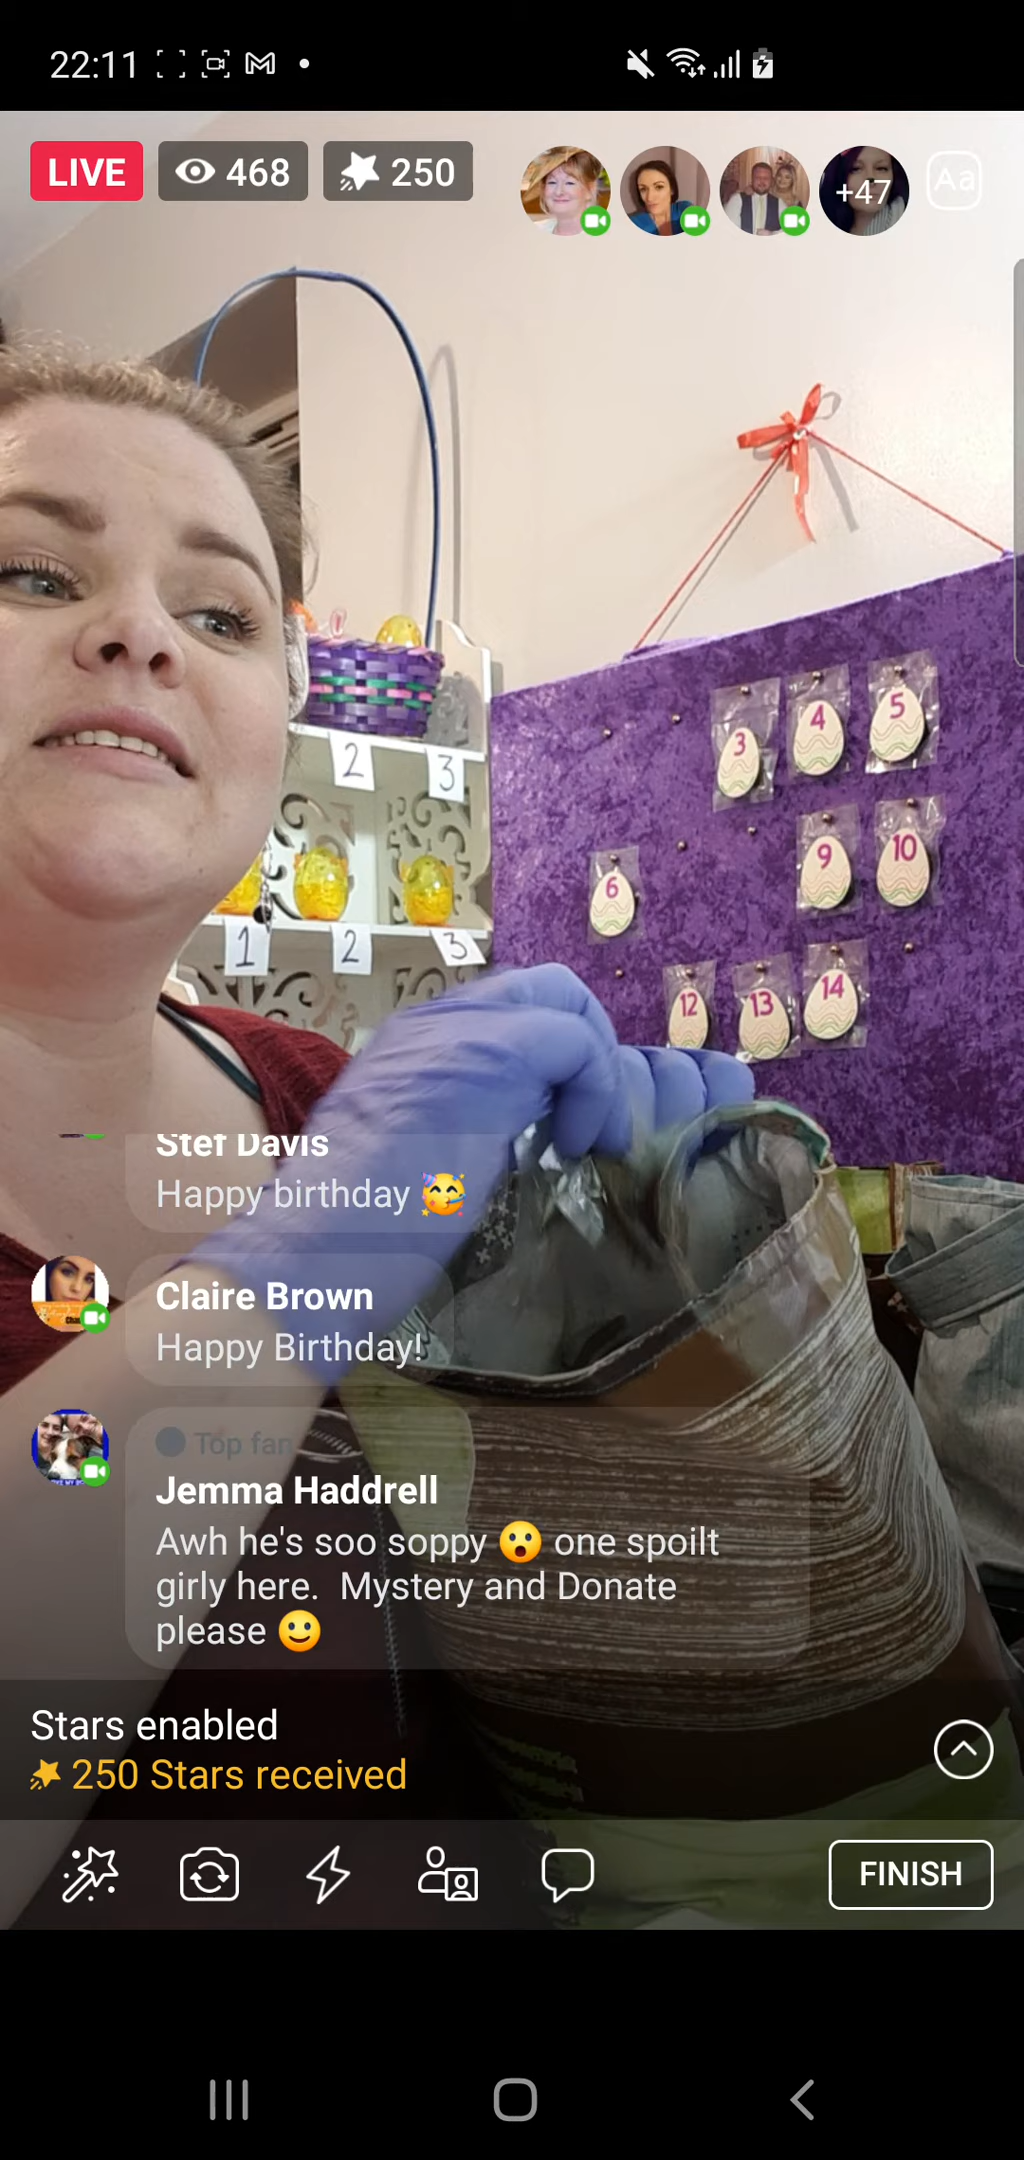 22:11
LIVE 468 250 +47 Aa
3 4 5
2 3
9 10
6
1 2 3
12 13 14
Stef Davis
Happy birthday 🥳
Claire Brown
Happy Birthday!
Top fan
Jemma Haddrell
Awh he's soo soppy 😮 one spoilt
girly here. Mystery and Donate
please 🙂
Stars enabled
250 Stars received
FINISH